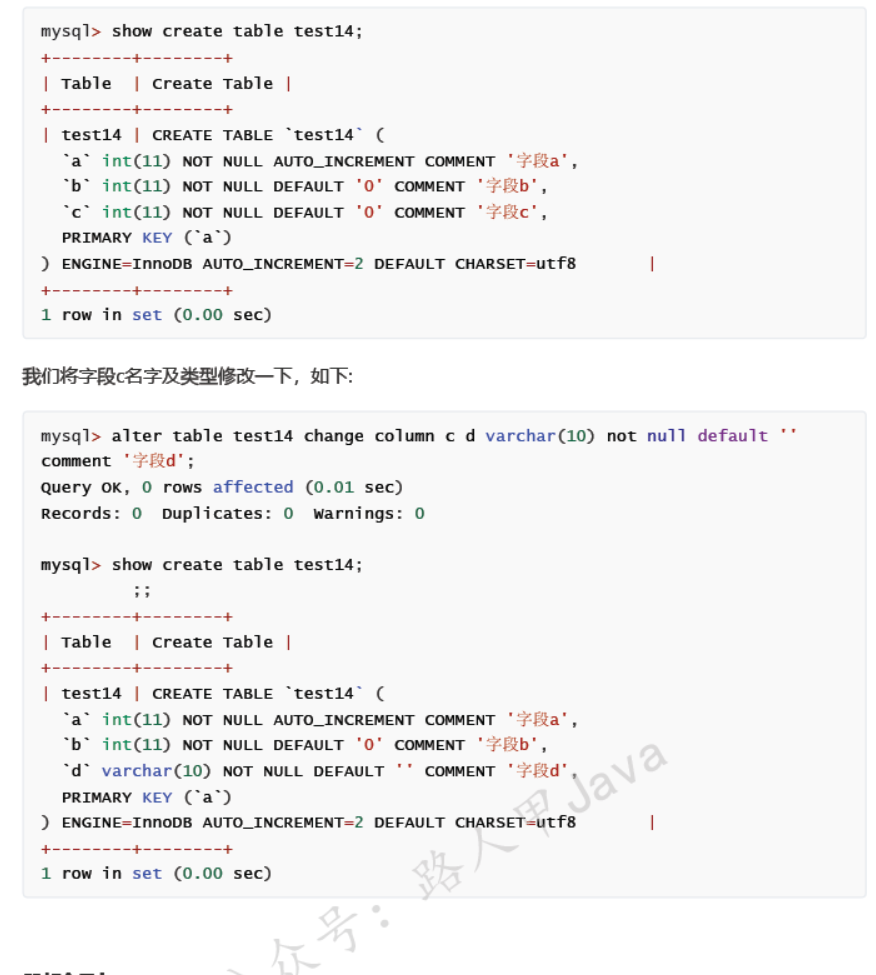 mysql> show create table test14;
+--------+--------+
| Table  | Create Table |
+--------+--------+
| test14 | CREATE TABLE `test14` (
  `a` int(11) NOT NULL AUTO_INCREMENT COMMENT '字段a',
  `b` int(11) NOT NULL DEFAULT '0' COMMENT '字段b',
  `c` int(11) NOT NULL DEFAULT '0' COMMENT '字段c',
  PRIMARY KEY (`a`)
) ENGINE=InnoDB AUTO_INCREMENT=2 DEFAULT CHARSET=utf8       |
+--------+--------+
1 row in set (0.00 sec)
我们将字段c名字及类型修改一下，如下:
mysql> alter table test14 change column c d varchar(10) not null default ''
comment '字段d';
Query OK, 0 rows affected (0.01 sec)
Records: 0  Duplicates: 0  Warnings: 0
mysql> show create table test14;
         ;;
+--------+--------+
| Table  | Create Table |
+--------+--------+
| test14 | CREATE TABLE `test14` (
  `a` int(11) NOT NULL AUTO_INCREMENT COMMENT '字段a',
  `b` int(11) NOT NULL DEFAULT '0' COMMENT '字段b',
  `d` varchar(10) NOT NULL DEFAULT '' COMMENT '字段d',
  PRIMARY KEY (`a`)
) ENGINE=InnoDB AUTO_INCREMENT=2 DEFAULT CHARSET=utf8       |
+--------+--------+
1 row in set (0.00 sec)
众号：路人甲Java